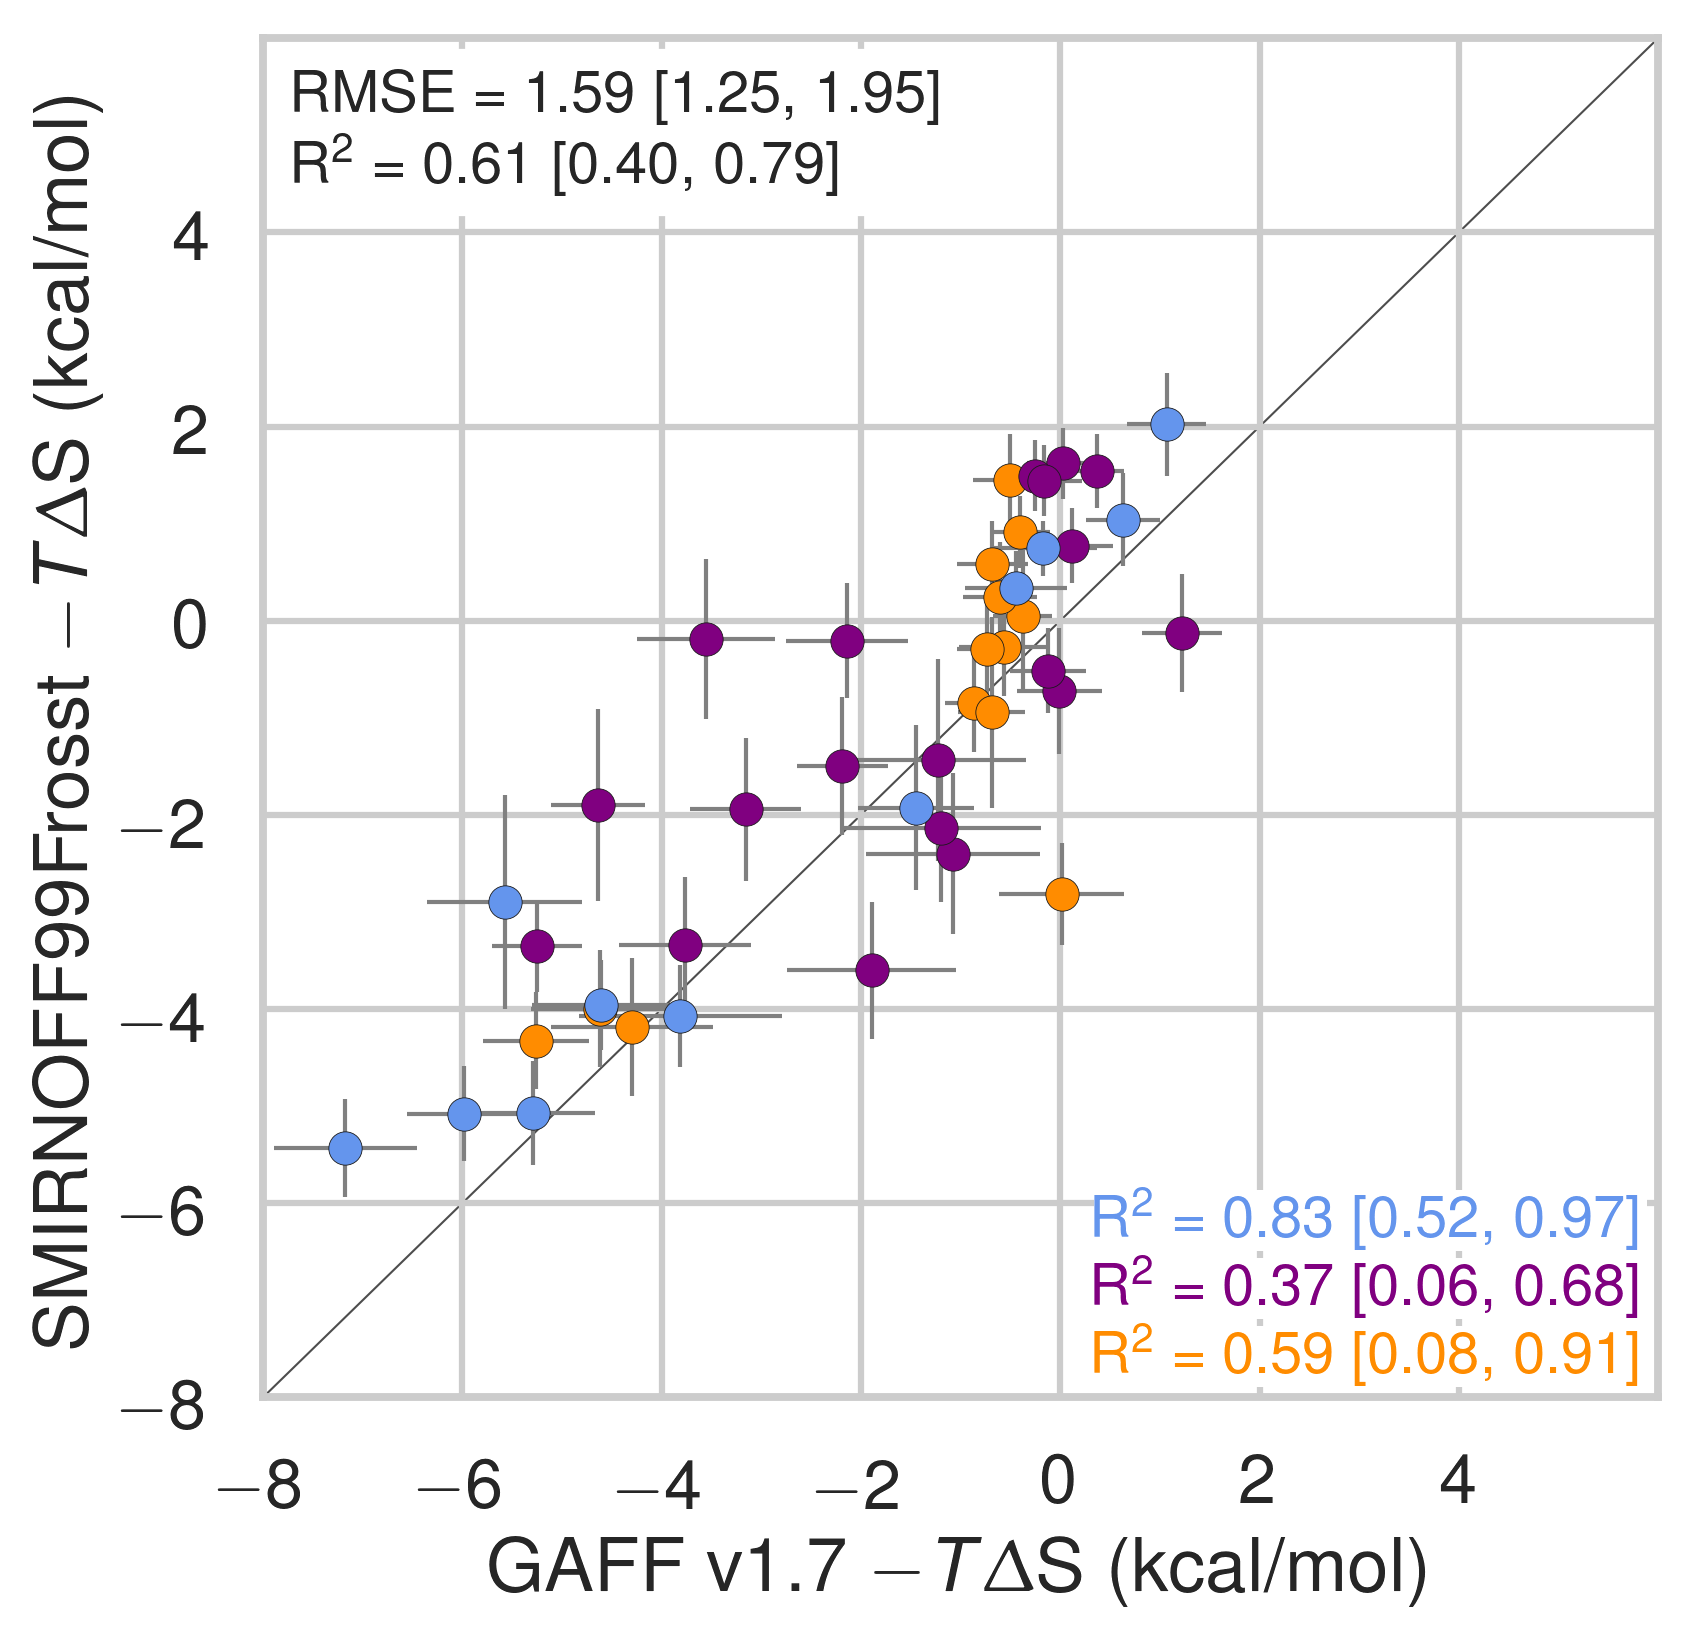 RMSE = 1.59 [1.25, 1.95]
R² = 0.61 [0.40, 0.79]
SMIRNOFF99Frosst −TΔS (kcal/mol)
4
2
0
−2
−4
−6
−8
R² = 0.83 [0.52, 0.97]
R² = 0.37 [0.06, 0.68]
R² = 0.59 [0.08, 0.91]
−8 −6 −4 −2 0 2 4
GAFF v1.7 −TΔS (kcal/mol)